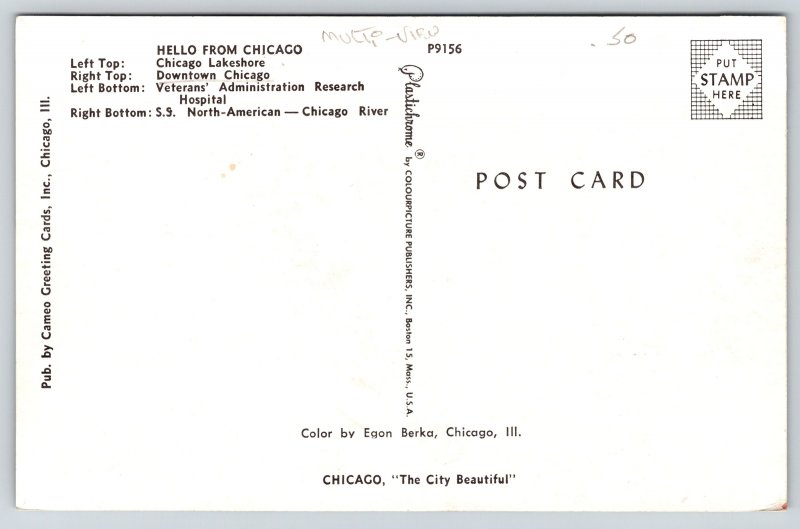 MULTI-VIEW
.50
HELLO FROM CHICAGO
P9156
Left Top: Chicago Lakeshore
Right Top: Downtown Chicago
Left Bottom: Veterans' Administration Research
Hospital
Right Bottom: S.S. North-American — Chicago River
PUT
STAMP
HERE
Pub. by Cameo Greeting Cards, Inc., Chicago, Ill.
Plastichrome ® by COLOURPICTURE PUBLISHERS, INC., Boston 15, Mass., U.S.A.
POST CARD
Color by Egon Berka, Chicago, Ill.
CHICAGO, "The City Beautiful"